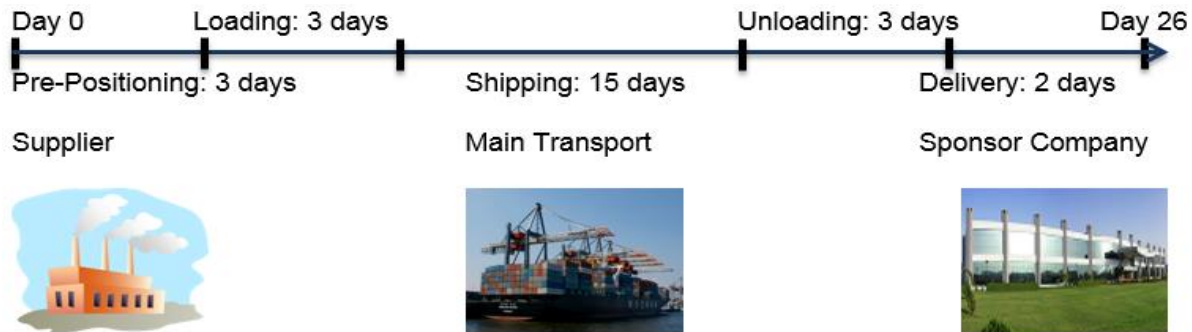 Day 0 Loading: 3 days Unloading: 3 days Day 26
Pre-Positioning: 3 days Shipping: 15 days Delivery: 2 days
Supplier Main Transport Sponsor Company